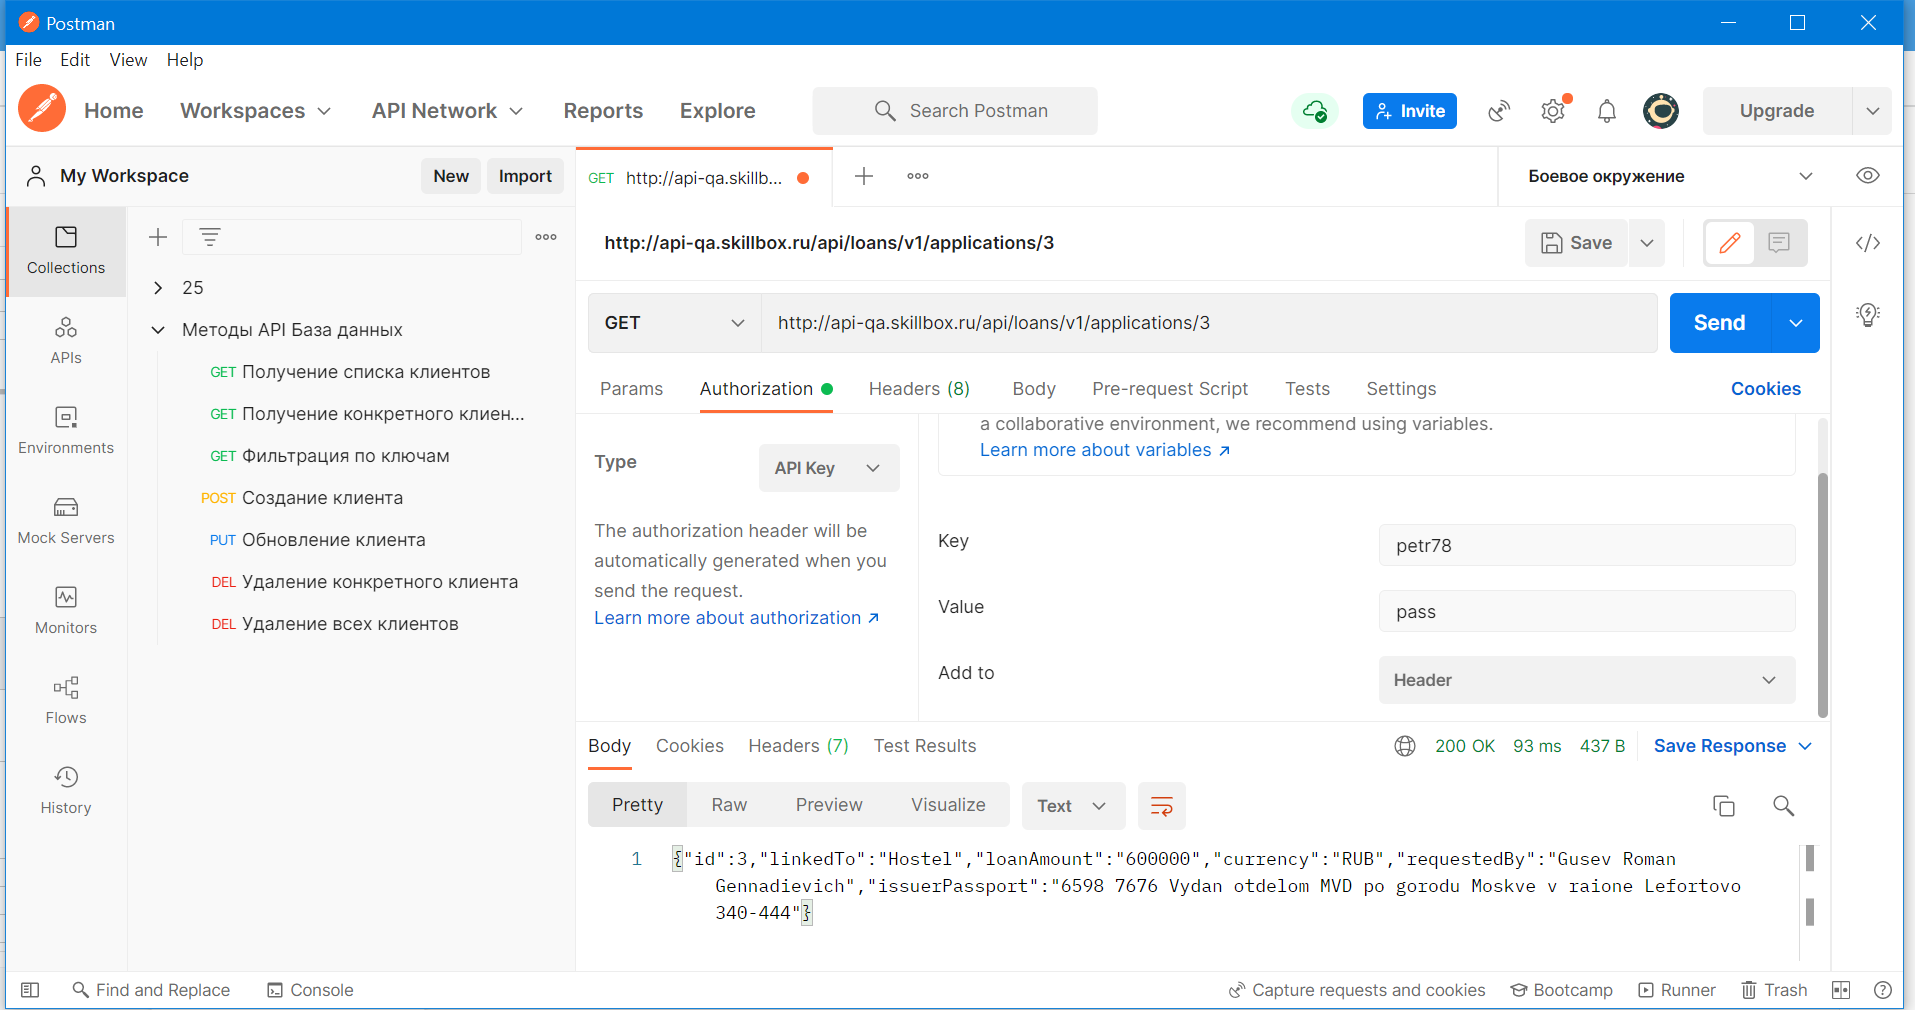 Postman
File Edit View Help
Home Workspaces API Network Reports Explore Search Postman Invite Upgrade
My Workspace New Import
GET http://api-qa.skillb... Боевое окружение
Collections
APIs
Environments
Mock Servers
Monitors
Flows
History
25
Методы API База данных
GET Получение списка клиентов
GET Получение конкретного клиен...
GET Фильтрация по ключам
POST Создание клиента
PUT Обновление клиента
DEL Удаление конкретного клиента
DEL Удаление всех клиентов
http://api-qa.skillbox.ru/api/loans/v1/applications/3 Save
GET http://api-qa.skillbox.ru/api/loans/v1/applications/3 Send
Params Authorization Headers (8) Body Pre-request Script Tests Settings Cookies
Type API Key
The authorization header will be
automatically generated when you
send the request.
Learn more about authorization
a collaborative environment, we recommend using variables.
Learn more about variables
Key petr78
Value pass
Add to Header
Body Cookies Headers (7) Test Results 200 OK 93 ms 437 B Save Response
Pretty Raw Preview Visualize Text
1 {"id":3,"linkedTo":"Hostel","loanAmount":"600000","currency":"RUB","requestedBy":"Gusev Roman
Gennadievich","issuerPassport":"6598 7676 Vydan otdelom MVD po gorodu Moskve v raione Lefortovo
340-444"}
Find and Replace Console Capture requests and cookies Bootcamp Runner Trash